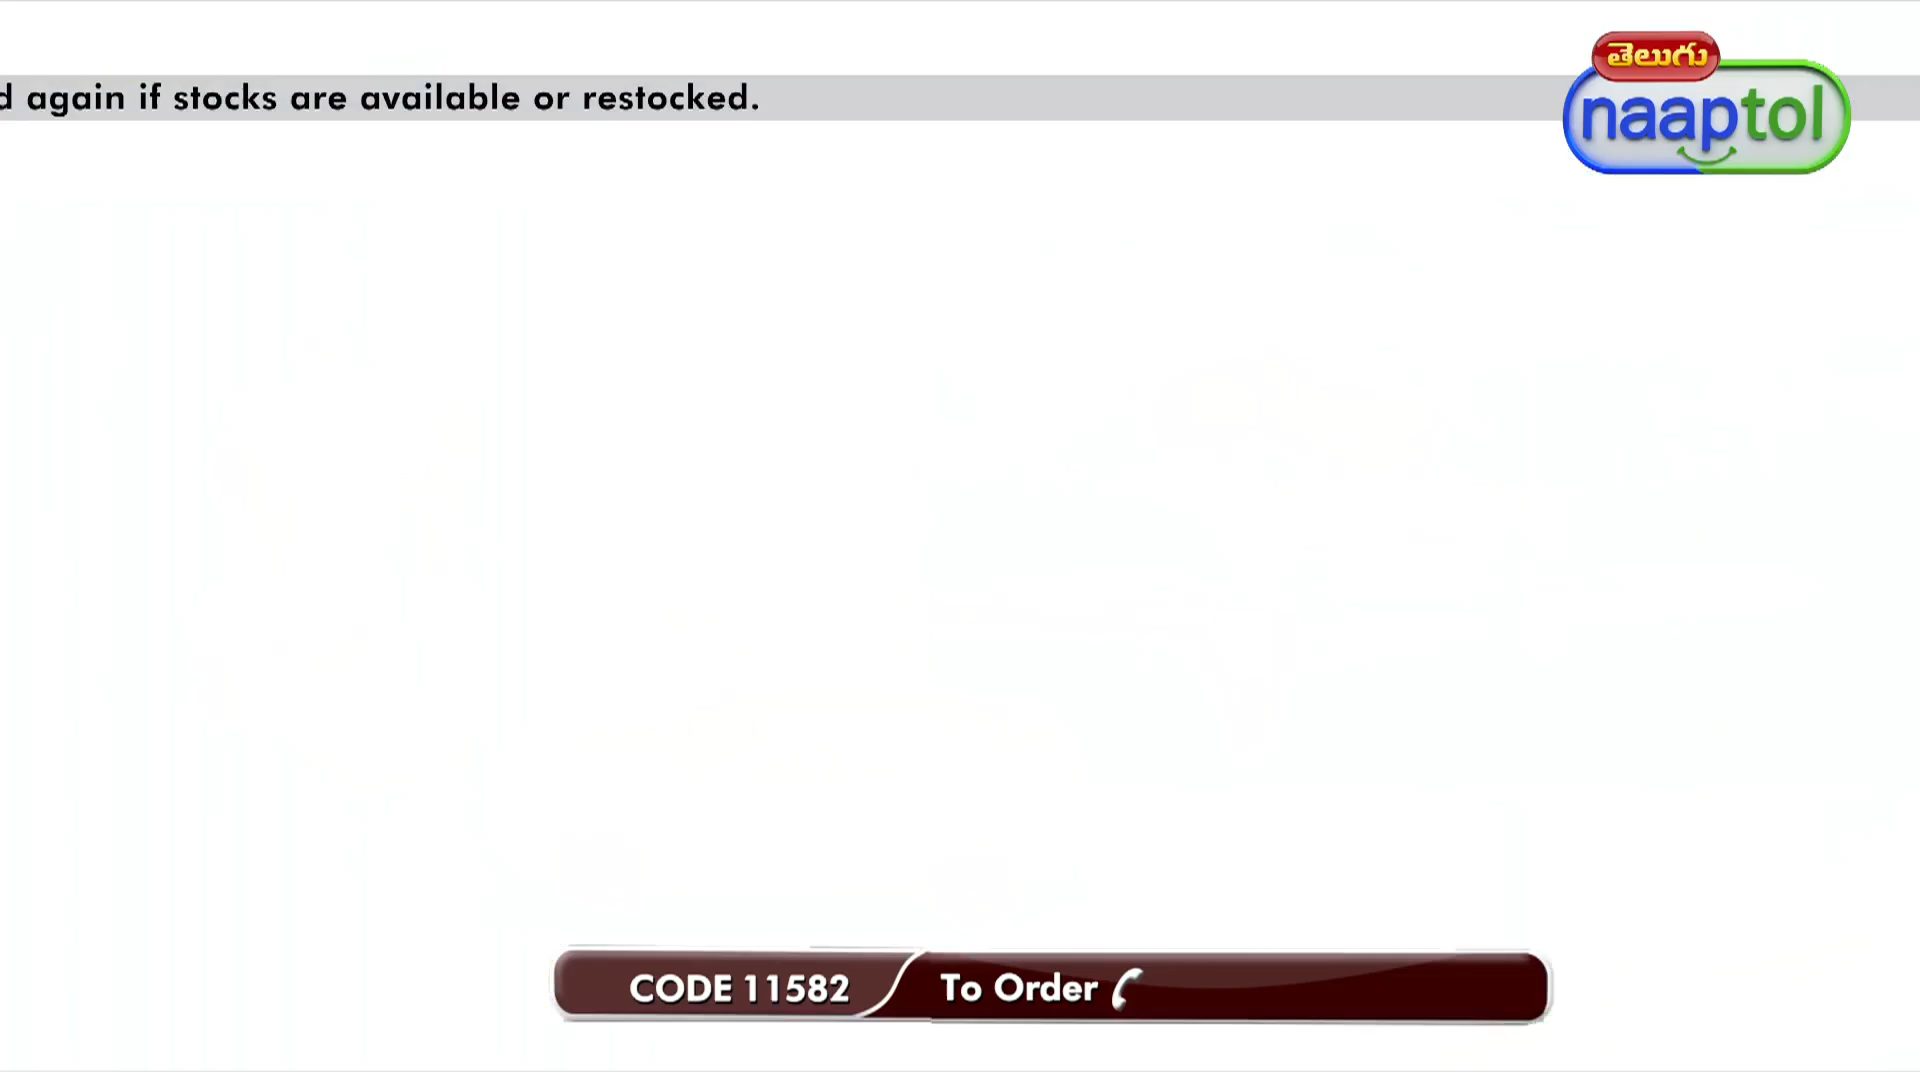 తెలుగు
d again if stocks are available or restocked.
naaptol
CODE 11582 To Order